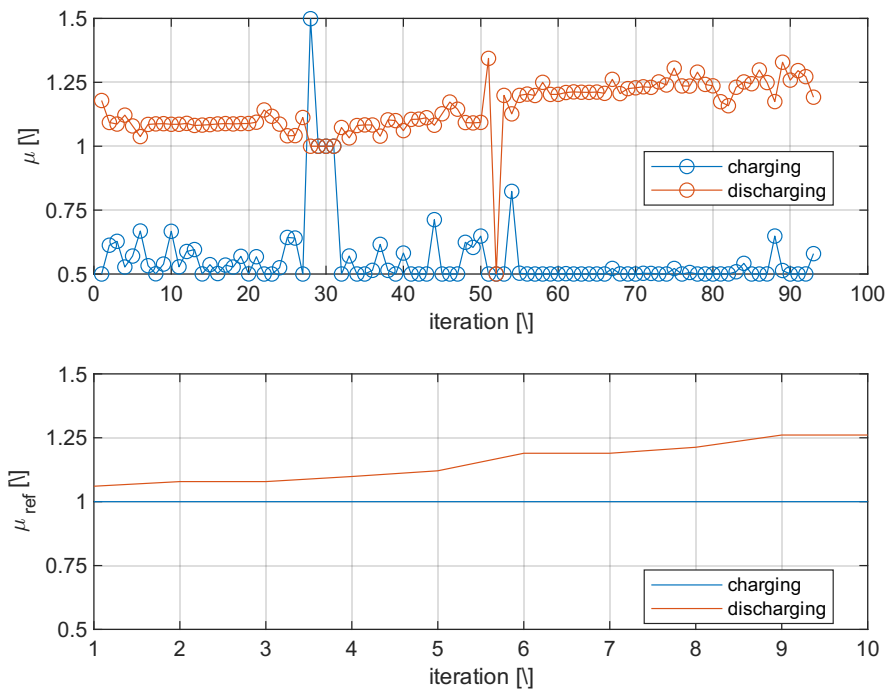 1.5
1.25
1
0.75
0.5
μ [\]
charging
discharging
0 10 20 30 40 50 60 70 80 90 100
iteration [\]
1.5
1.25
1
0.75
0.5
μ ref [\]
charging
discharging
1 2 3 4 5 6 7 8 9 10
iteration [\]